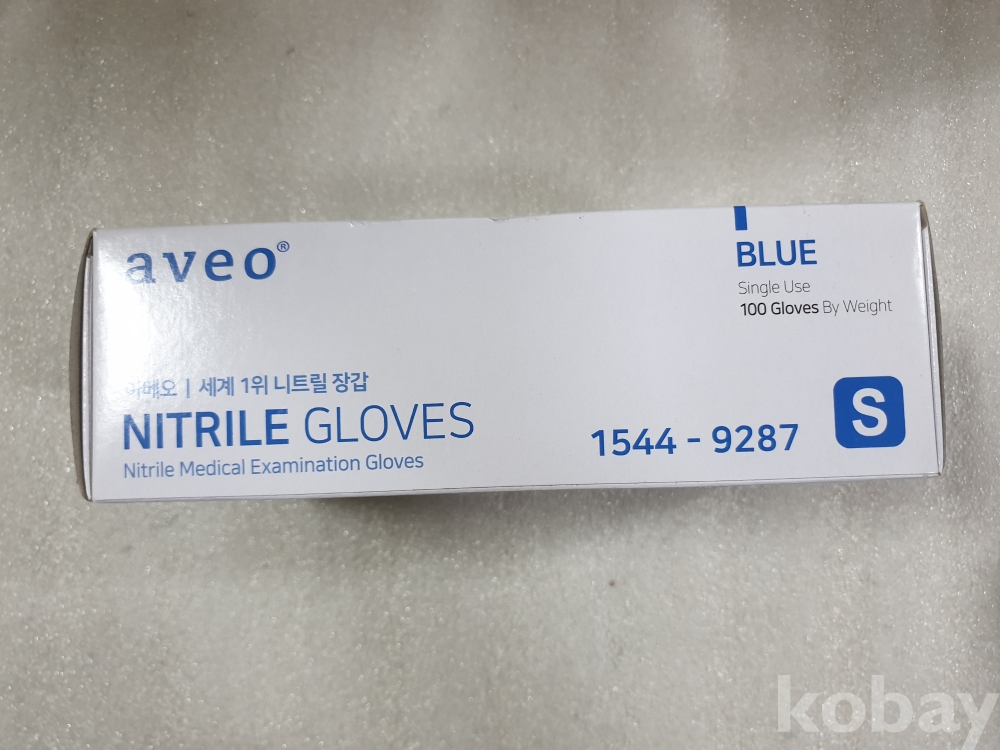 aveo®
BLUE
Single Use
100 Gloves By Weight
아베오 | 세계 1위 니트릴 장갑
NITRILE GLOVES
Nitrile Medical Examination Gloves
1544 - 9287
S
kobay